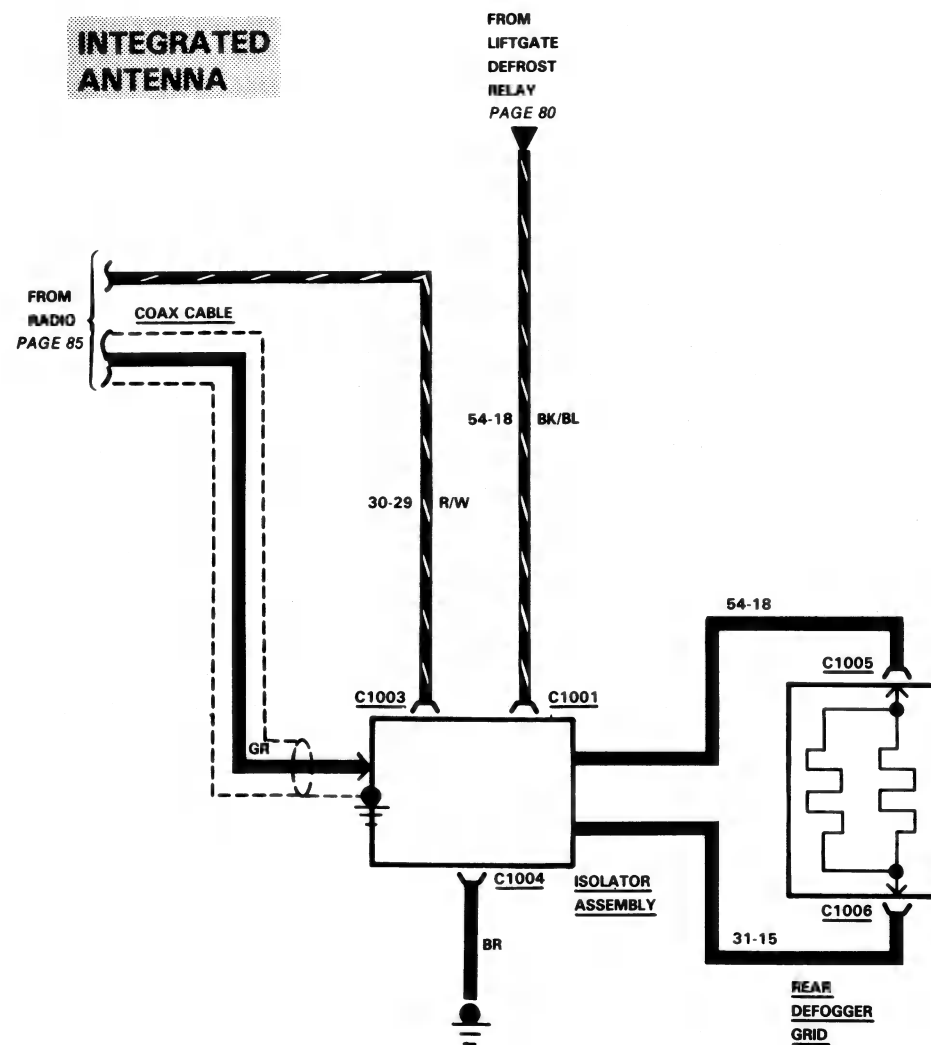 INTEGRATED
ANTENNA
FROM
LIFTGATE
DEFROST
RELAY
PAGE 80
FROM
RADIO
PAGE 85
COAX CABLE
54-18
BK/BL
30-29
R/W
54-18
C1005
C1003
C1001
GR
C1004
ISOLATOR
ASSEMBLY
C1006
BR
31-15
REAR
DEFOGGER
GRID